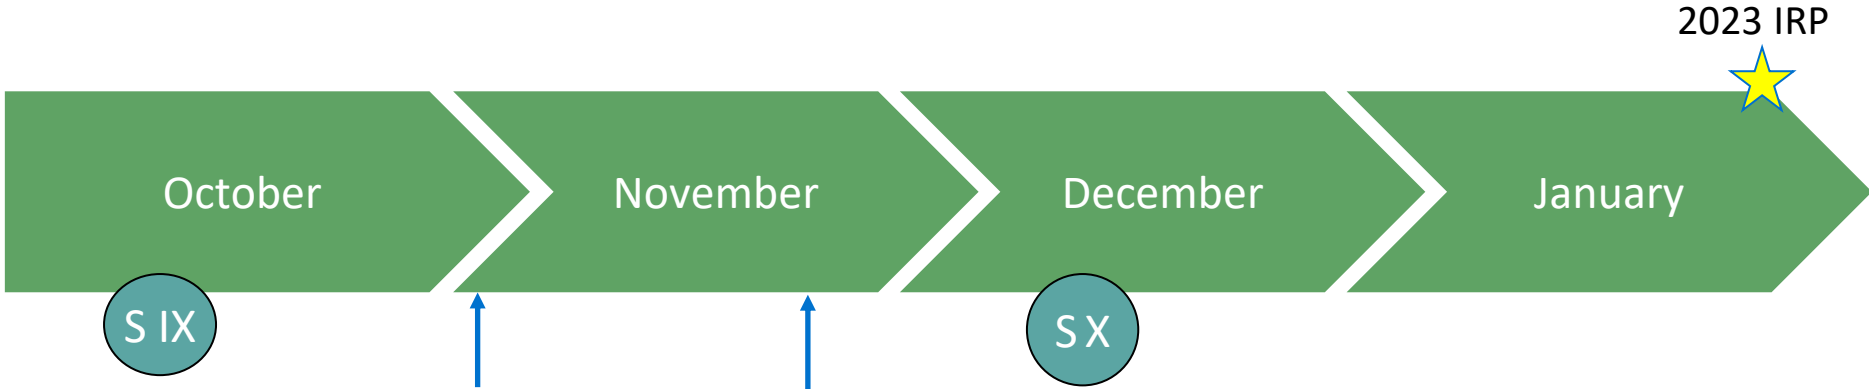 2023 IRP
October
November
December
January
S IX
S X